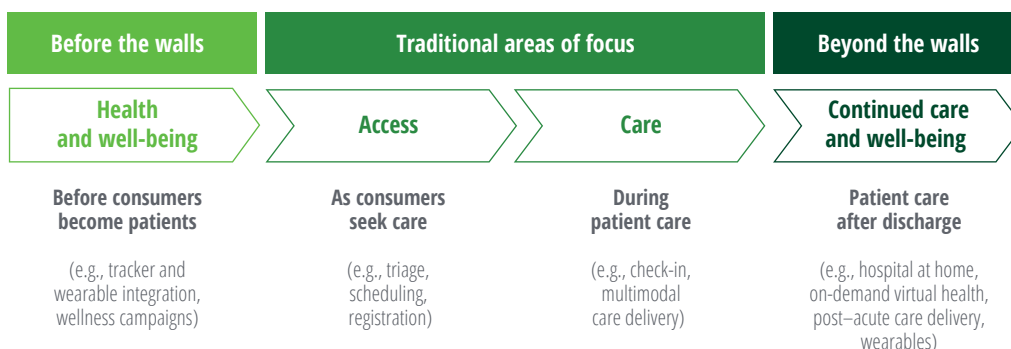 Before the walls
Traditional areas of focus
Beyond the walls
Health
and well-being
Access
Care
Continued care
and well-being
Before consumers
become patients
As consumers
seek care
During
patient care
Patient care
after discharge
(e.g., tracker and
wearable integration,
wellness campaigns)
(e.g., triage,
scheduling,
registration)
(e.g., check-in,
multimodal
care delivery)
(e.g., hospital at home,
on-demand virtual health,
post–acute care delivery,
wearables)